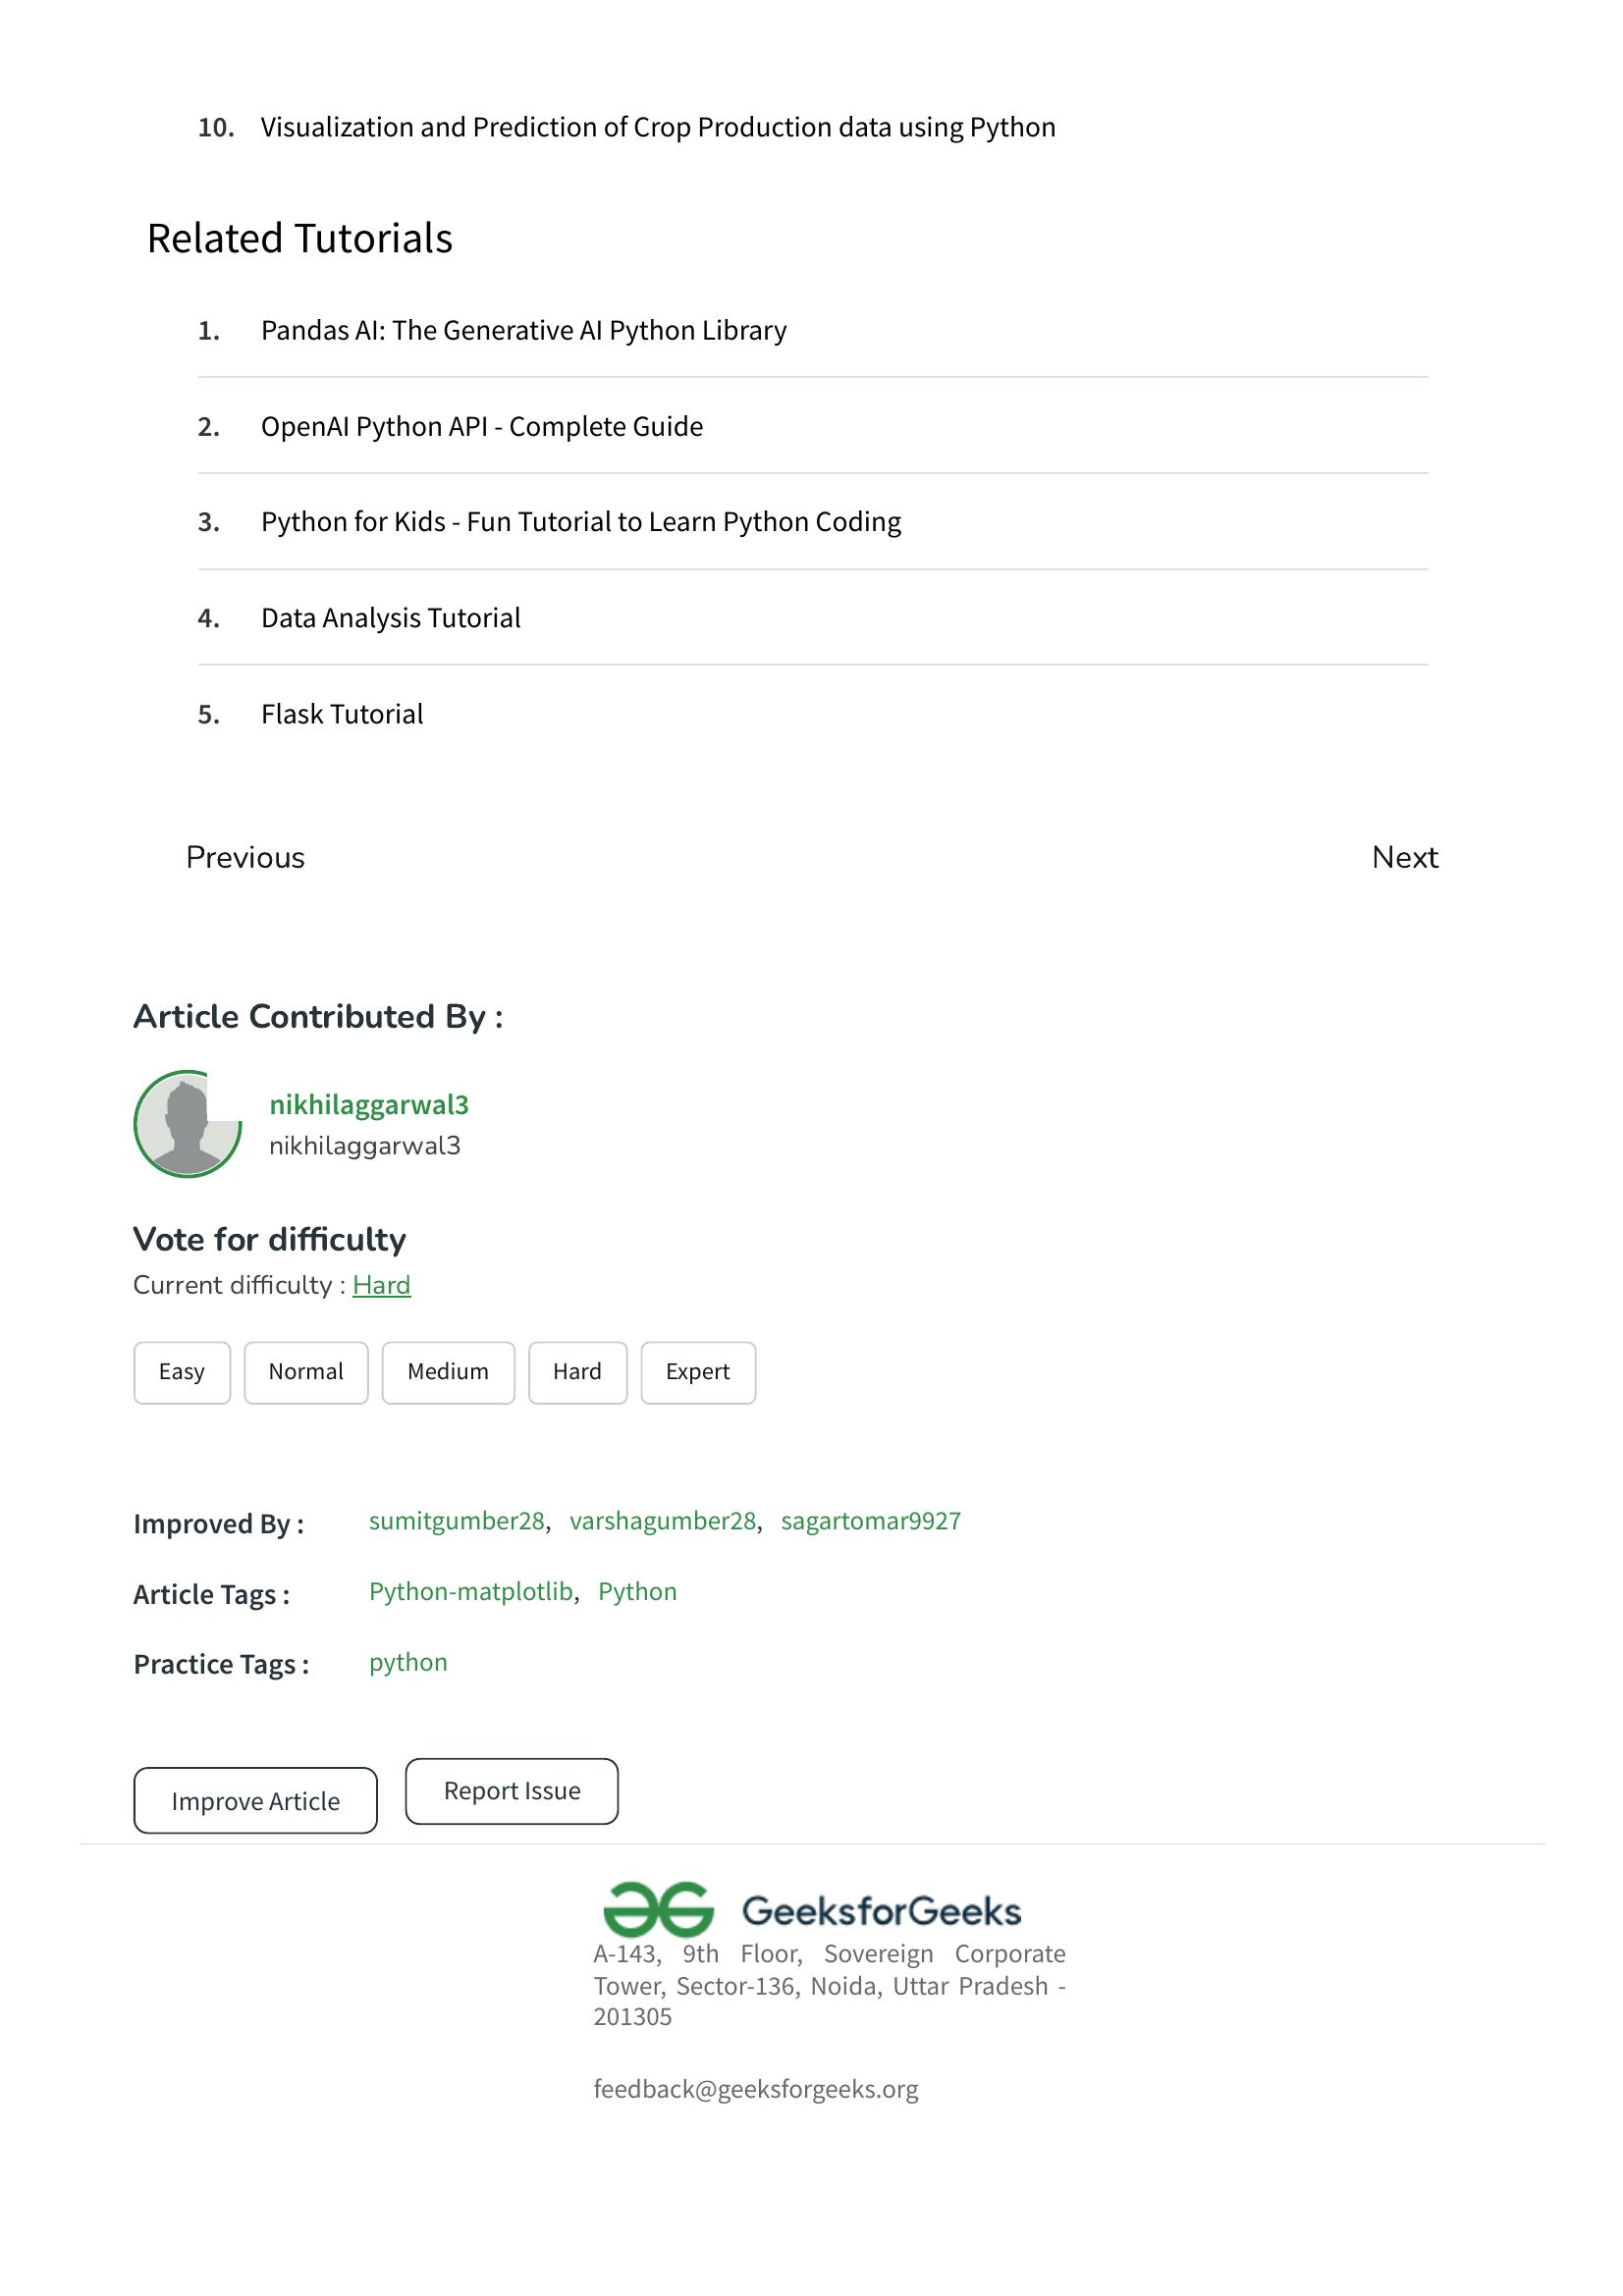 10. Visualization and Prediction of Crop Production data using Python
Related Tutorials
1. Pandas AI: The Generative AI Python Library
2. OpenAI Python API - Complete Guide
3. Python for Kids - Fun Tutorial to Learn Python Coding
4. Data Analysis Tutorial
5. Flask Tutorial
Previous Next
Article Contributed By :
nikhilaggarwal3
nikhilaggarwal3
Vote for difficulty
Current difficulty : Hard
Easy Normal Medium Hard Expert
Improved By : sumitgumber28, varshagumber28, sagartomar9927
Article Tags : Python-matplotlib, Python
Practice Tags : python
Improve Article Report Issue
GeeksforGeeks
A-143, 9th Floor, Sovereign Corporate
Tower, Sector-136, Noida, Uttar Pradesh -
201305
feedback@geeksforgeeks.org